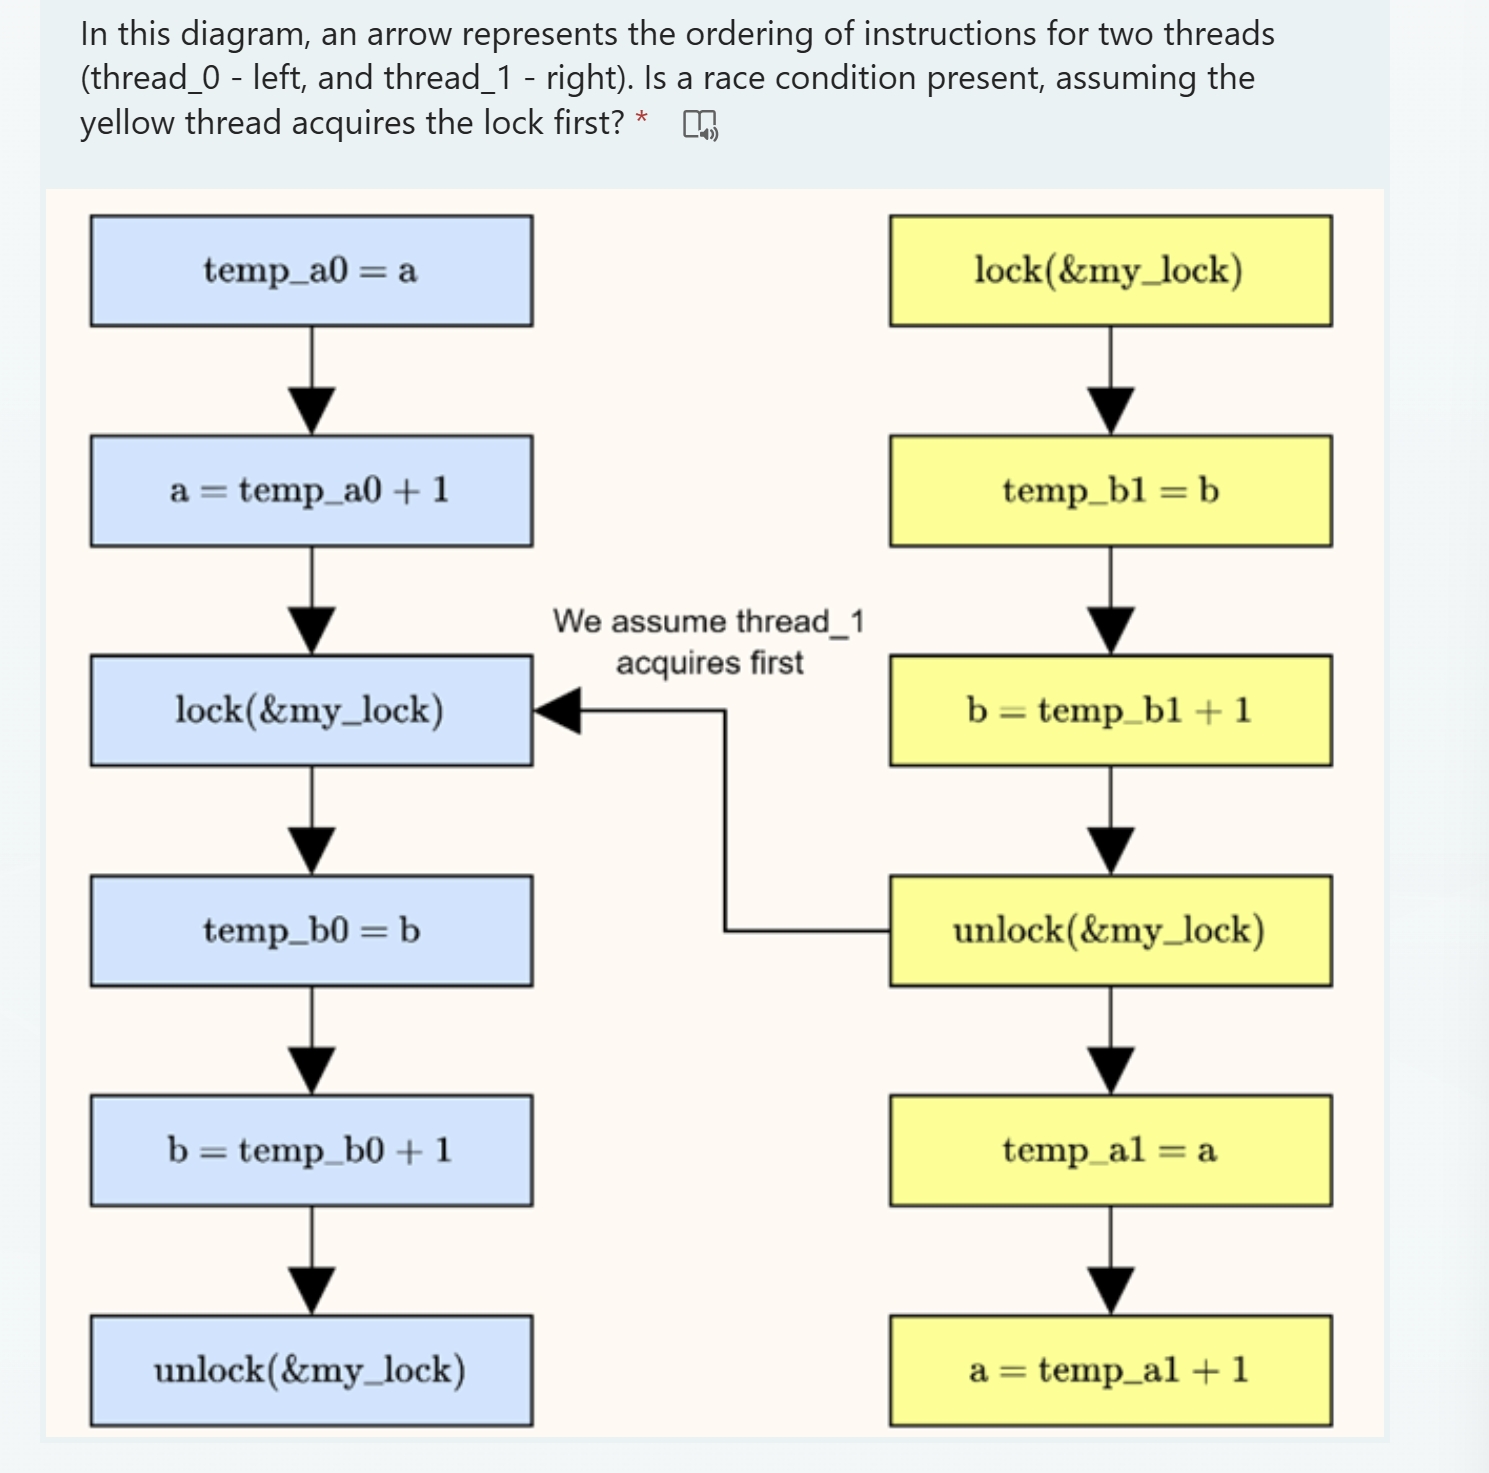 In this diagram, an arrow represents the ordering of instructions for two threads
(thread_0 - left, and thread_1 - right). Is a race condition present, assuming the
yellow thread acquires the lock first? *
temp_a0 = a
lock(&my_lock)
a = temp_a0 + 1
temp_b1 = b
We assume thread_1
acquires first
lock(&my_lock)
b = temp_b1 + 1
temp_b0 = b
unlock(&my_lock)
b = temp_b0 + 1
temp_a1 = a
unlock(&my_lock)
a = temp_a1 + 1